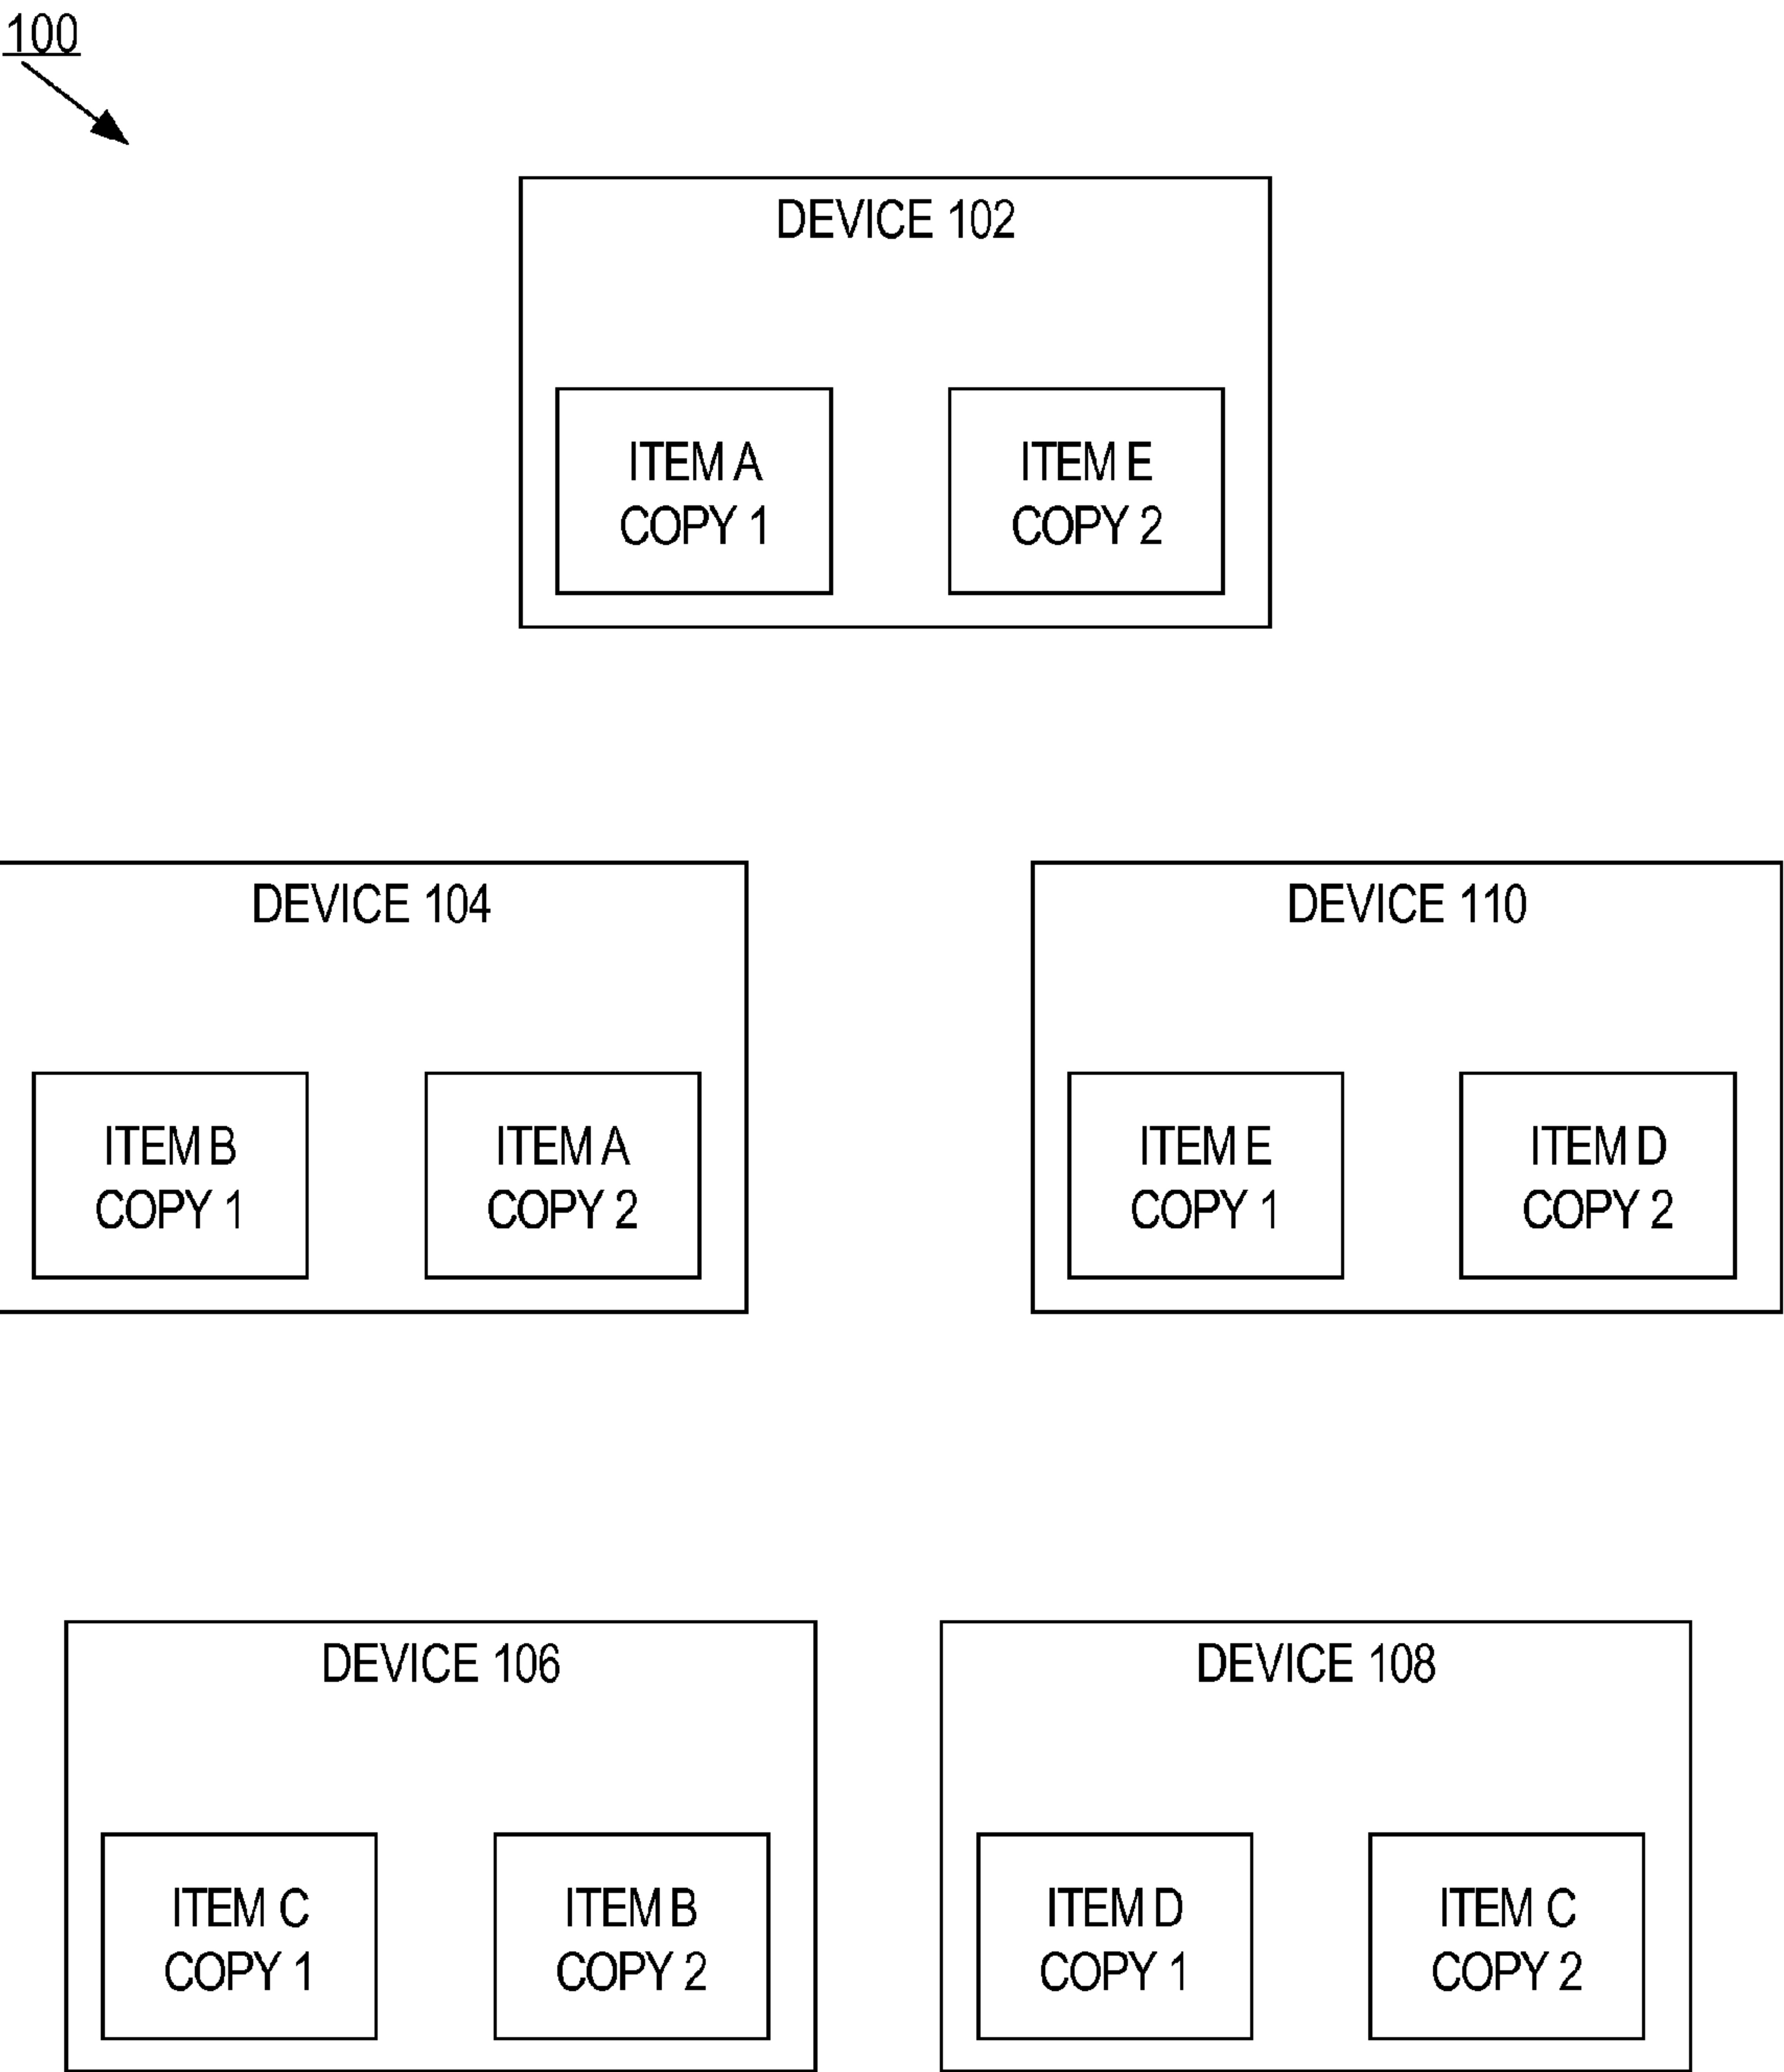 100
DEVICE 102
ITEM A
COPY 1
ITEM E
COPY 2
DEVICE 104
ITEM B
COPY 1
ITEM A
COPY 2
DEVICE 110
ITEM E
COPY 1
ITEM D
COPY 2
DEVICE 106
ITEM C
COPY 1
ITEM B
COPY 2
DEVICE 108
ITEM D
COPY 1
ITEM C
COPY 2